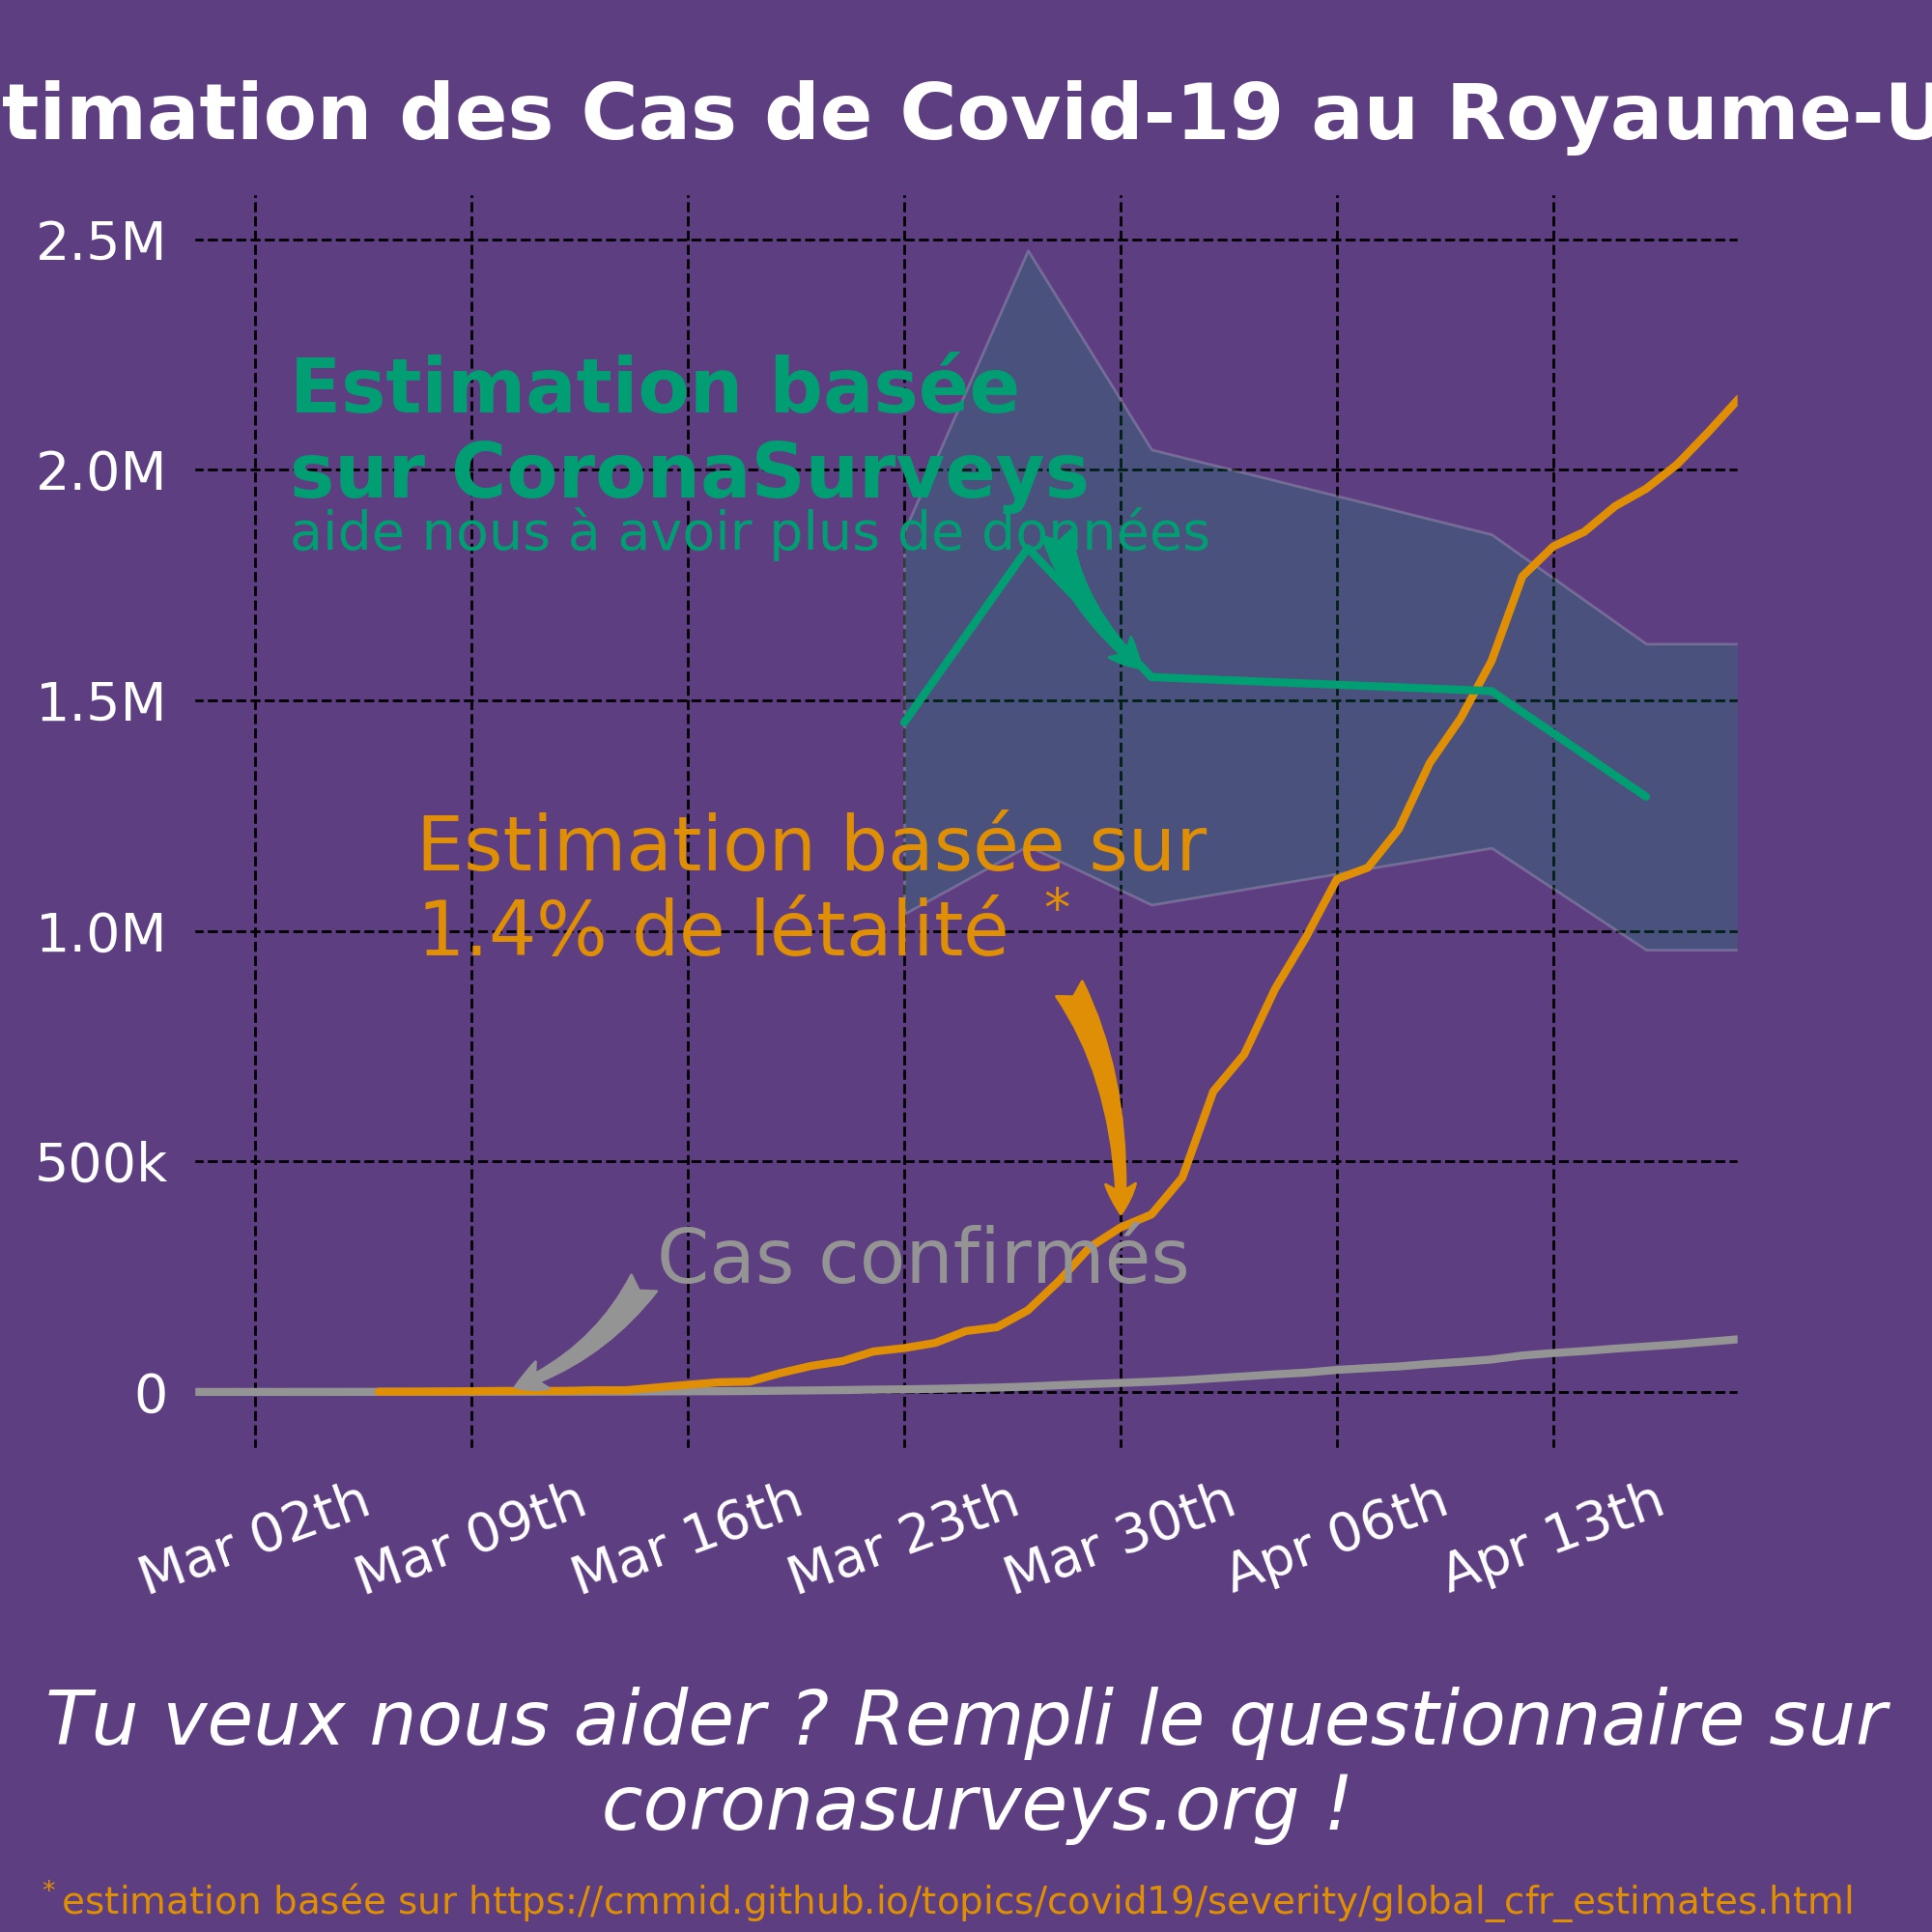 timation des Cas de Covid-19 au Royaume-U
2.5M
2.0M
1.5M
1.0M
500k
0
Estimation basée
sur CoronaSurveys
aide nous à avoir plus de données
Estimation basée sur
1.4% de létalité *
Cas confirmés
Mar 02th
Mar 09th
Mar 16th
Mar 23th
Mar 30th
Apr 06th
Apr 13th
Tu veux nous aider ? Rempli le questionnaire sur
coronasurveys.org !
* estimation basée sur https://cmmid.github.io/topics/covid19/severity/global_cfr_estimates.html